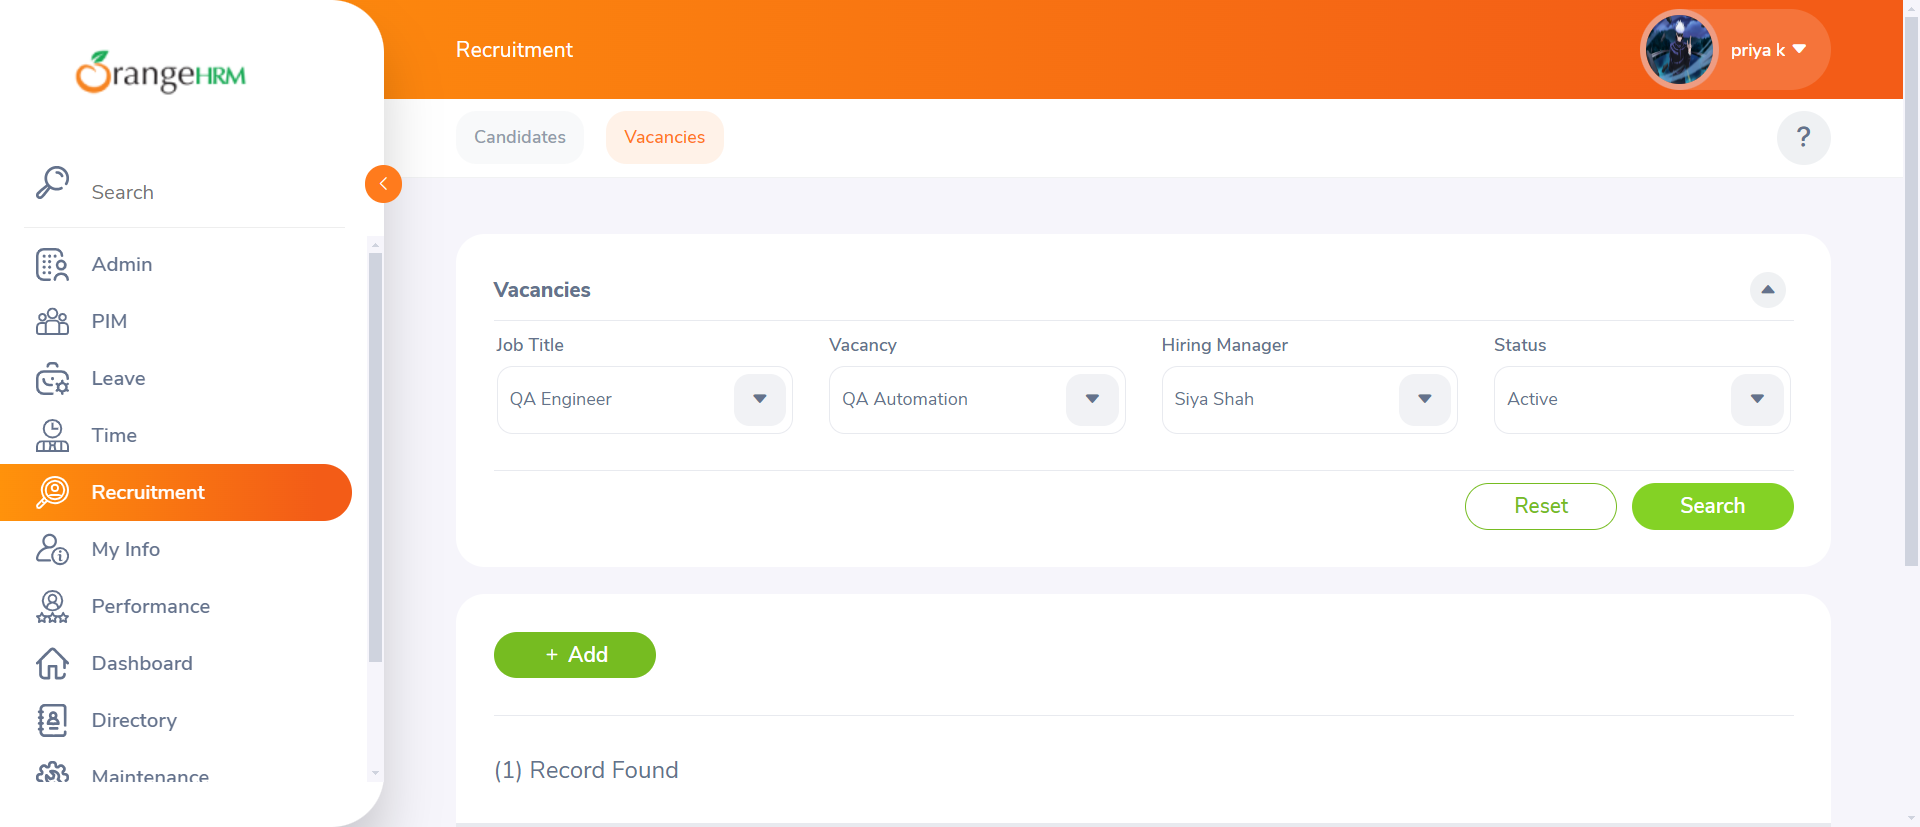 OrangeHRM
Search
Admin
PIM
Leave
Time
Recruitment
My Info
Performance
Dashboard
Directory
Maintenance
Recruitment
priya k
Candidates
Vacancies
?
Vacancies
Job Title
Vacancy
Hiring Manager
Status
QA Engineer
QA Automation
Siya Shah
Active
Reset
Search
+ Add
(1) Record Found